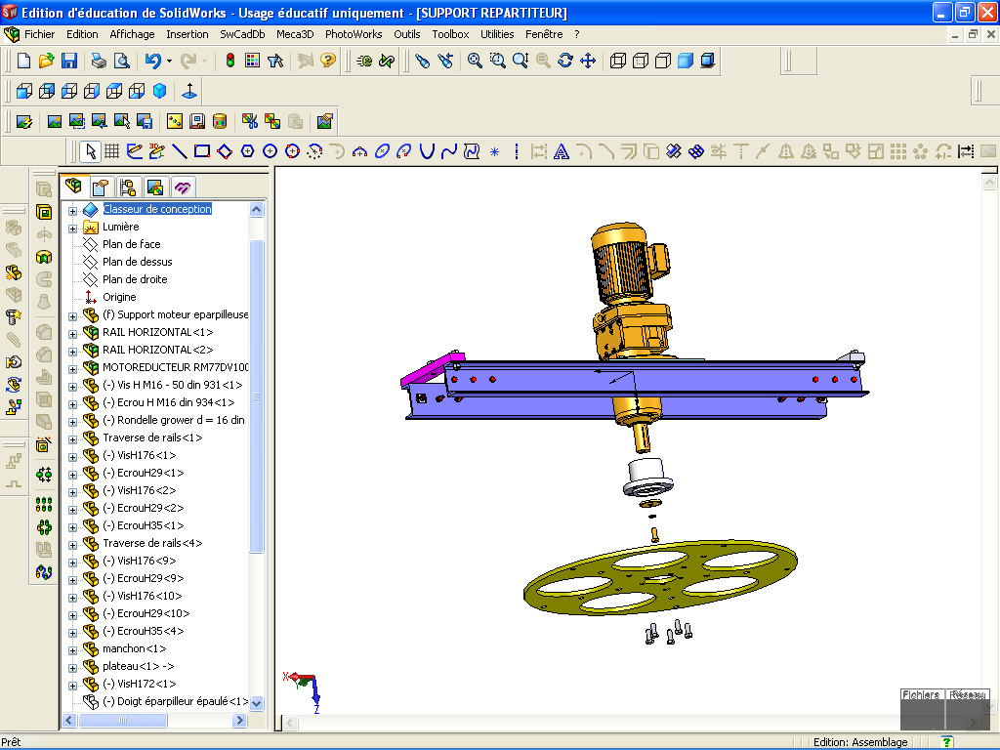 Edition d'éducation de SolidWorks - Usage éducatif uniquement - [SUPPORT REPARTITEUR]
Fichier Edition Affichage Insertion SwCadDb Meca3D PhotoWorks Outils Toolbox Utilities Fenêtre ?
Classeur de conception
Lumière
Plan de face
Plan de dessus
Plan de droite
Origine
(f) Support moteur eparpilleuse
RAIL HORIZONTAL<1>
RAIL HORIZONTAL<2>
MOTOREDUCTEUR RM77DV100
(-) Vis H M16 - 50 din 931<1>
(-) Ecrou H M16 din 934<1>
(-) Rondelle grower d = 16 din
Traverse de rails<1>
(-) VisH176<1>
(-) EcrouH29<1>
(-) VisH176<2>
(-) EcrouH29<2>
(-) EcrouH35<1>
Traverse de rails<4>
(-) VisH176<9>
(-) EcrouH29<9>
(-) VisH176<10>
(-) EcrouH29<10>
(-) EcrouH35<4>
manchon<1>
plateau<1> ->
(-) VisH172<1>
(-) Doigt éparpilleur épaulé<1>
X
Z
Fichiers Réseau
Prêt
Edition: Assemblage ?